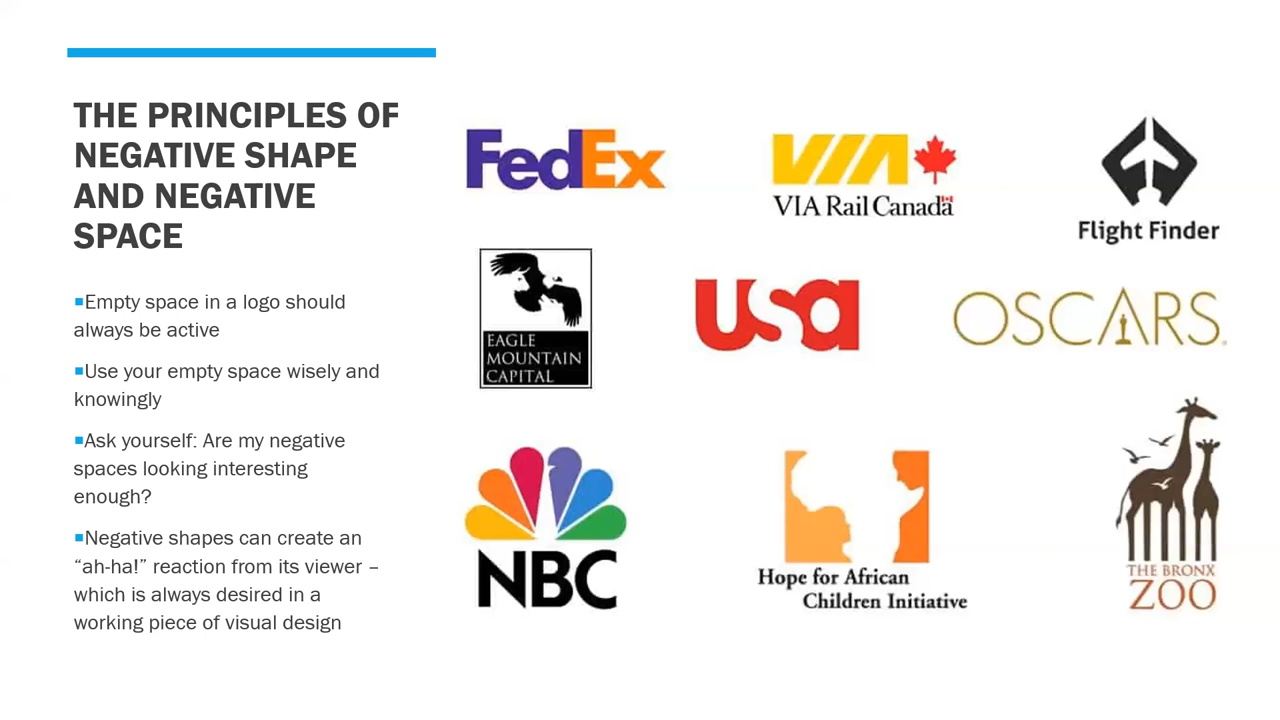 THE PRINCIPLES OF
NEGATIVE SHAPE
AND NEGATIVE
SPACE
Empty space in a logo should
always be active
Use your empty space wisely and
knowingly
Ask yourself: Are my negative
spaces looking interesting
enough?
Negative shapes can create an
“ah-ha!” reaction from its viewer –
which is always desired in a
working piece of visual design
FedEx
VIA
VIA Rail Canada
Flight Finder
EAGLE
MOUNTAIN
CAPITAL
usa
OSCARS
NBC
Hope for African
Children Initiative
THE BRONX
ZOO